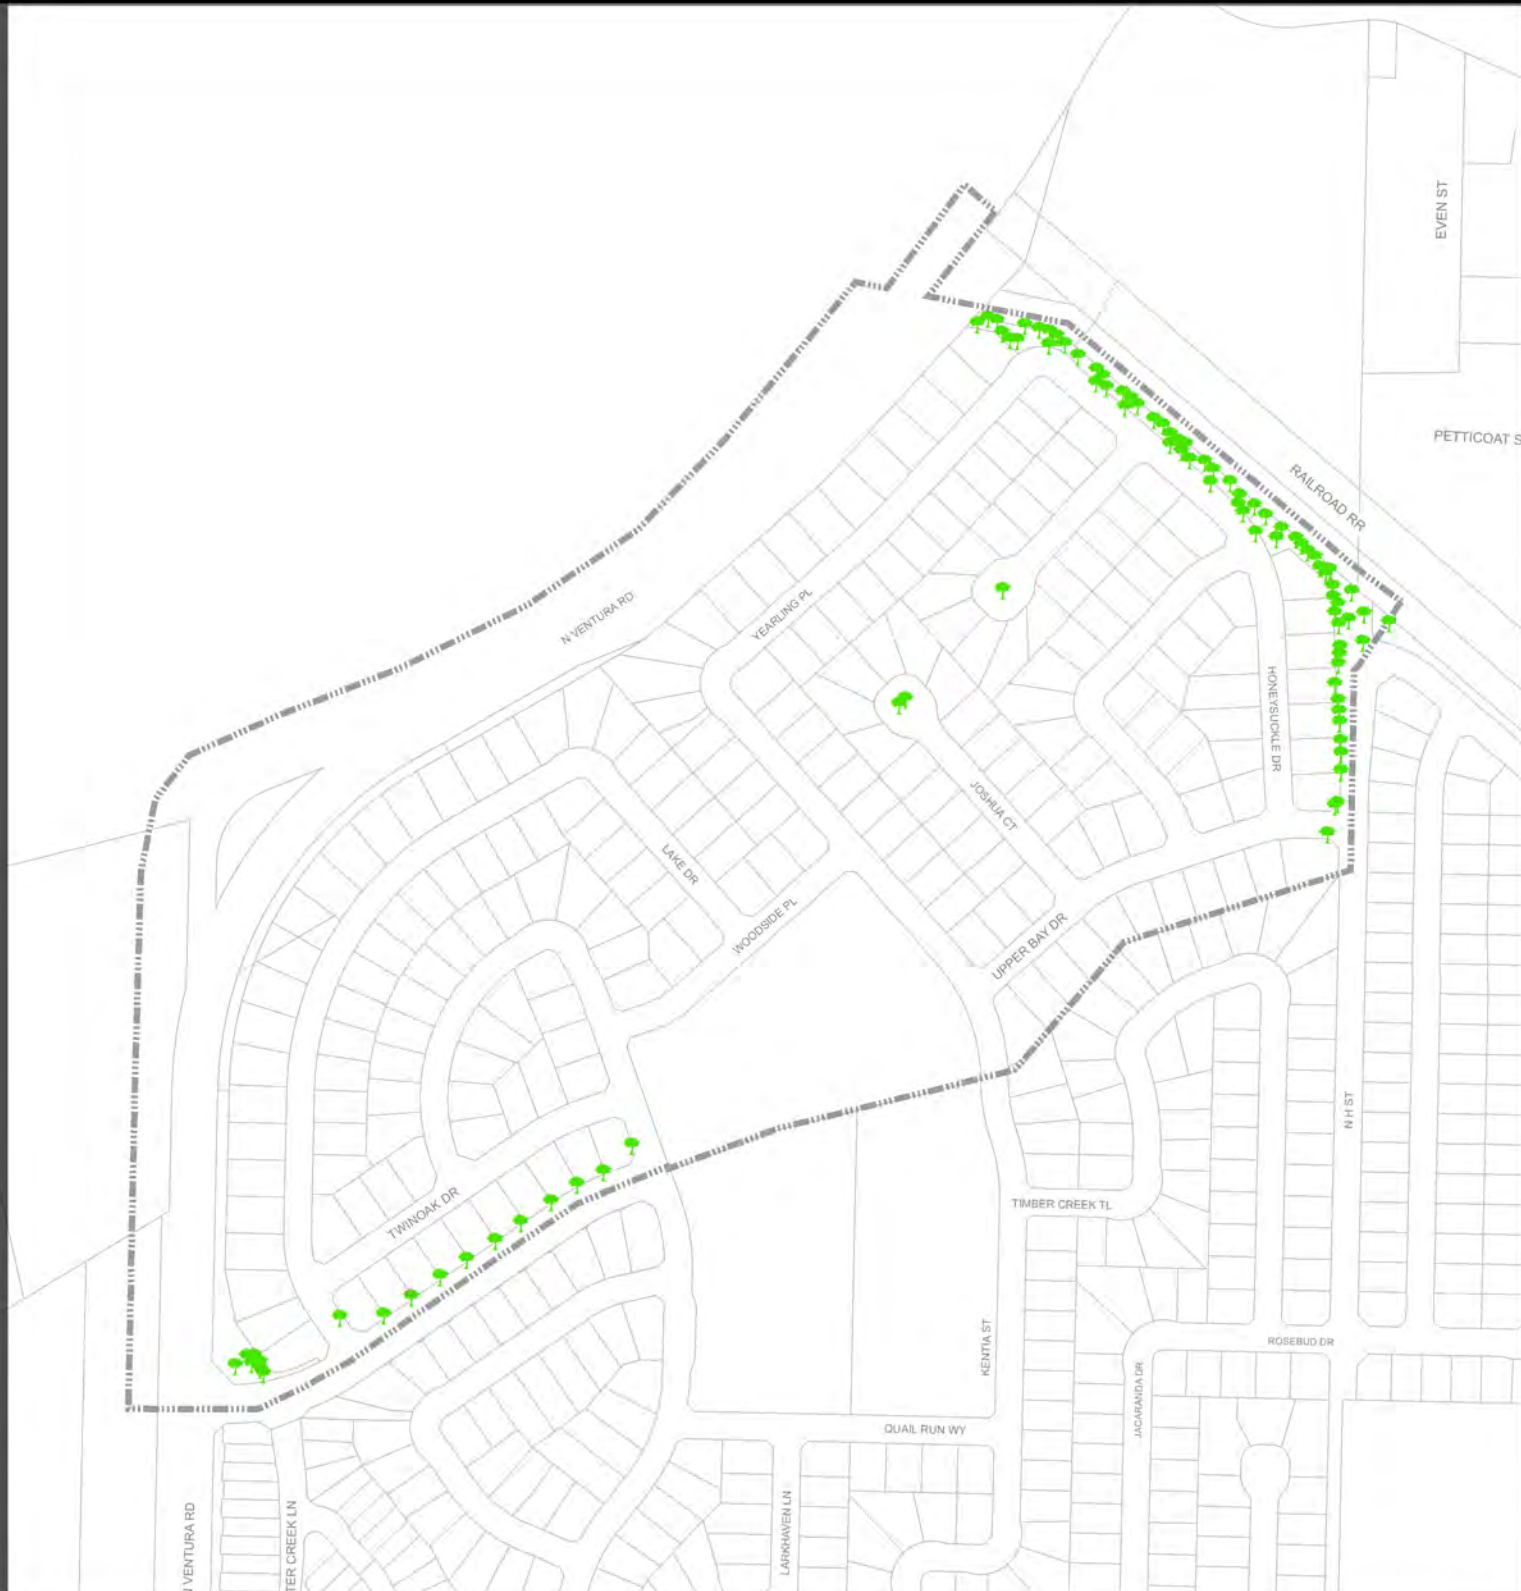 EVEN ST
PETTICOAT S
RAILROAD RR
N VENTURA RD
YEARLING PL
HONEYSUCKLE DR
JOSHUA CT
LAKE DR
WOODSIDE PL
UPPER BAY DR
N H ST
TWINOAK DR
TIMBER CREEK TL
KENTIA ST
ROSEBUD DR
JACARANDA DR
QUAIL RUN WY
LARKHAVEN LN
VENTURA RD
TER CREEK LN